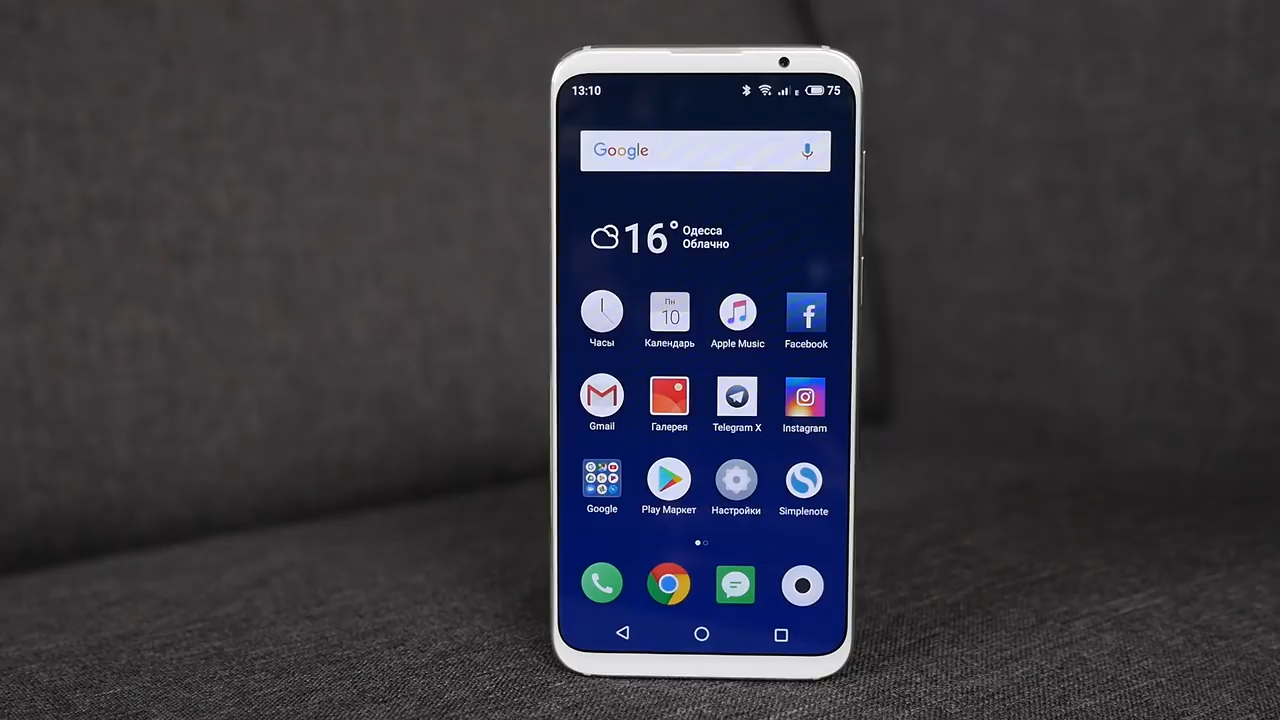 13:10 E 75
Google
16° Одесса
Облачно
Пн
10
Часы Календарь Apple Music Facebook
Gmail Галерея Telegram X Instagram
Google Play Маркет Настройки Simplenote